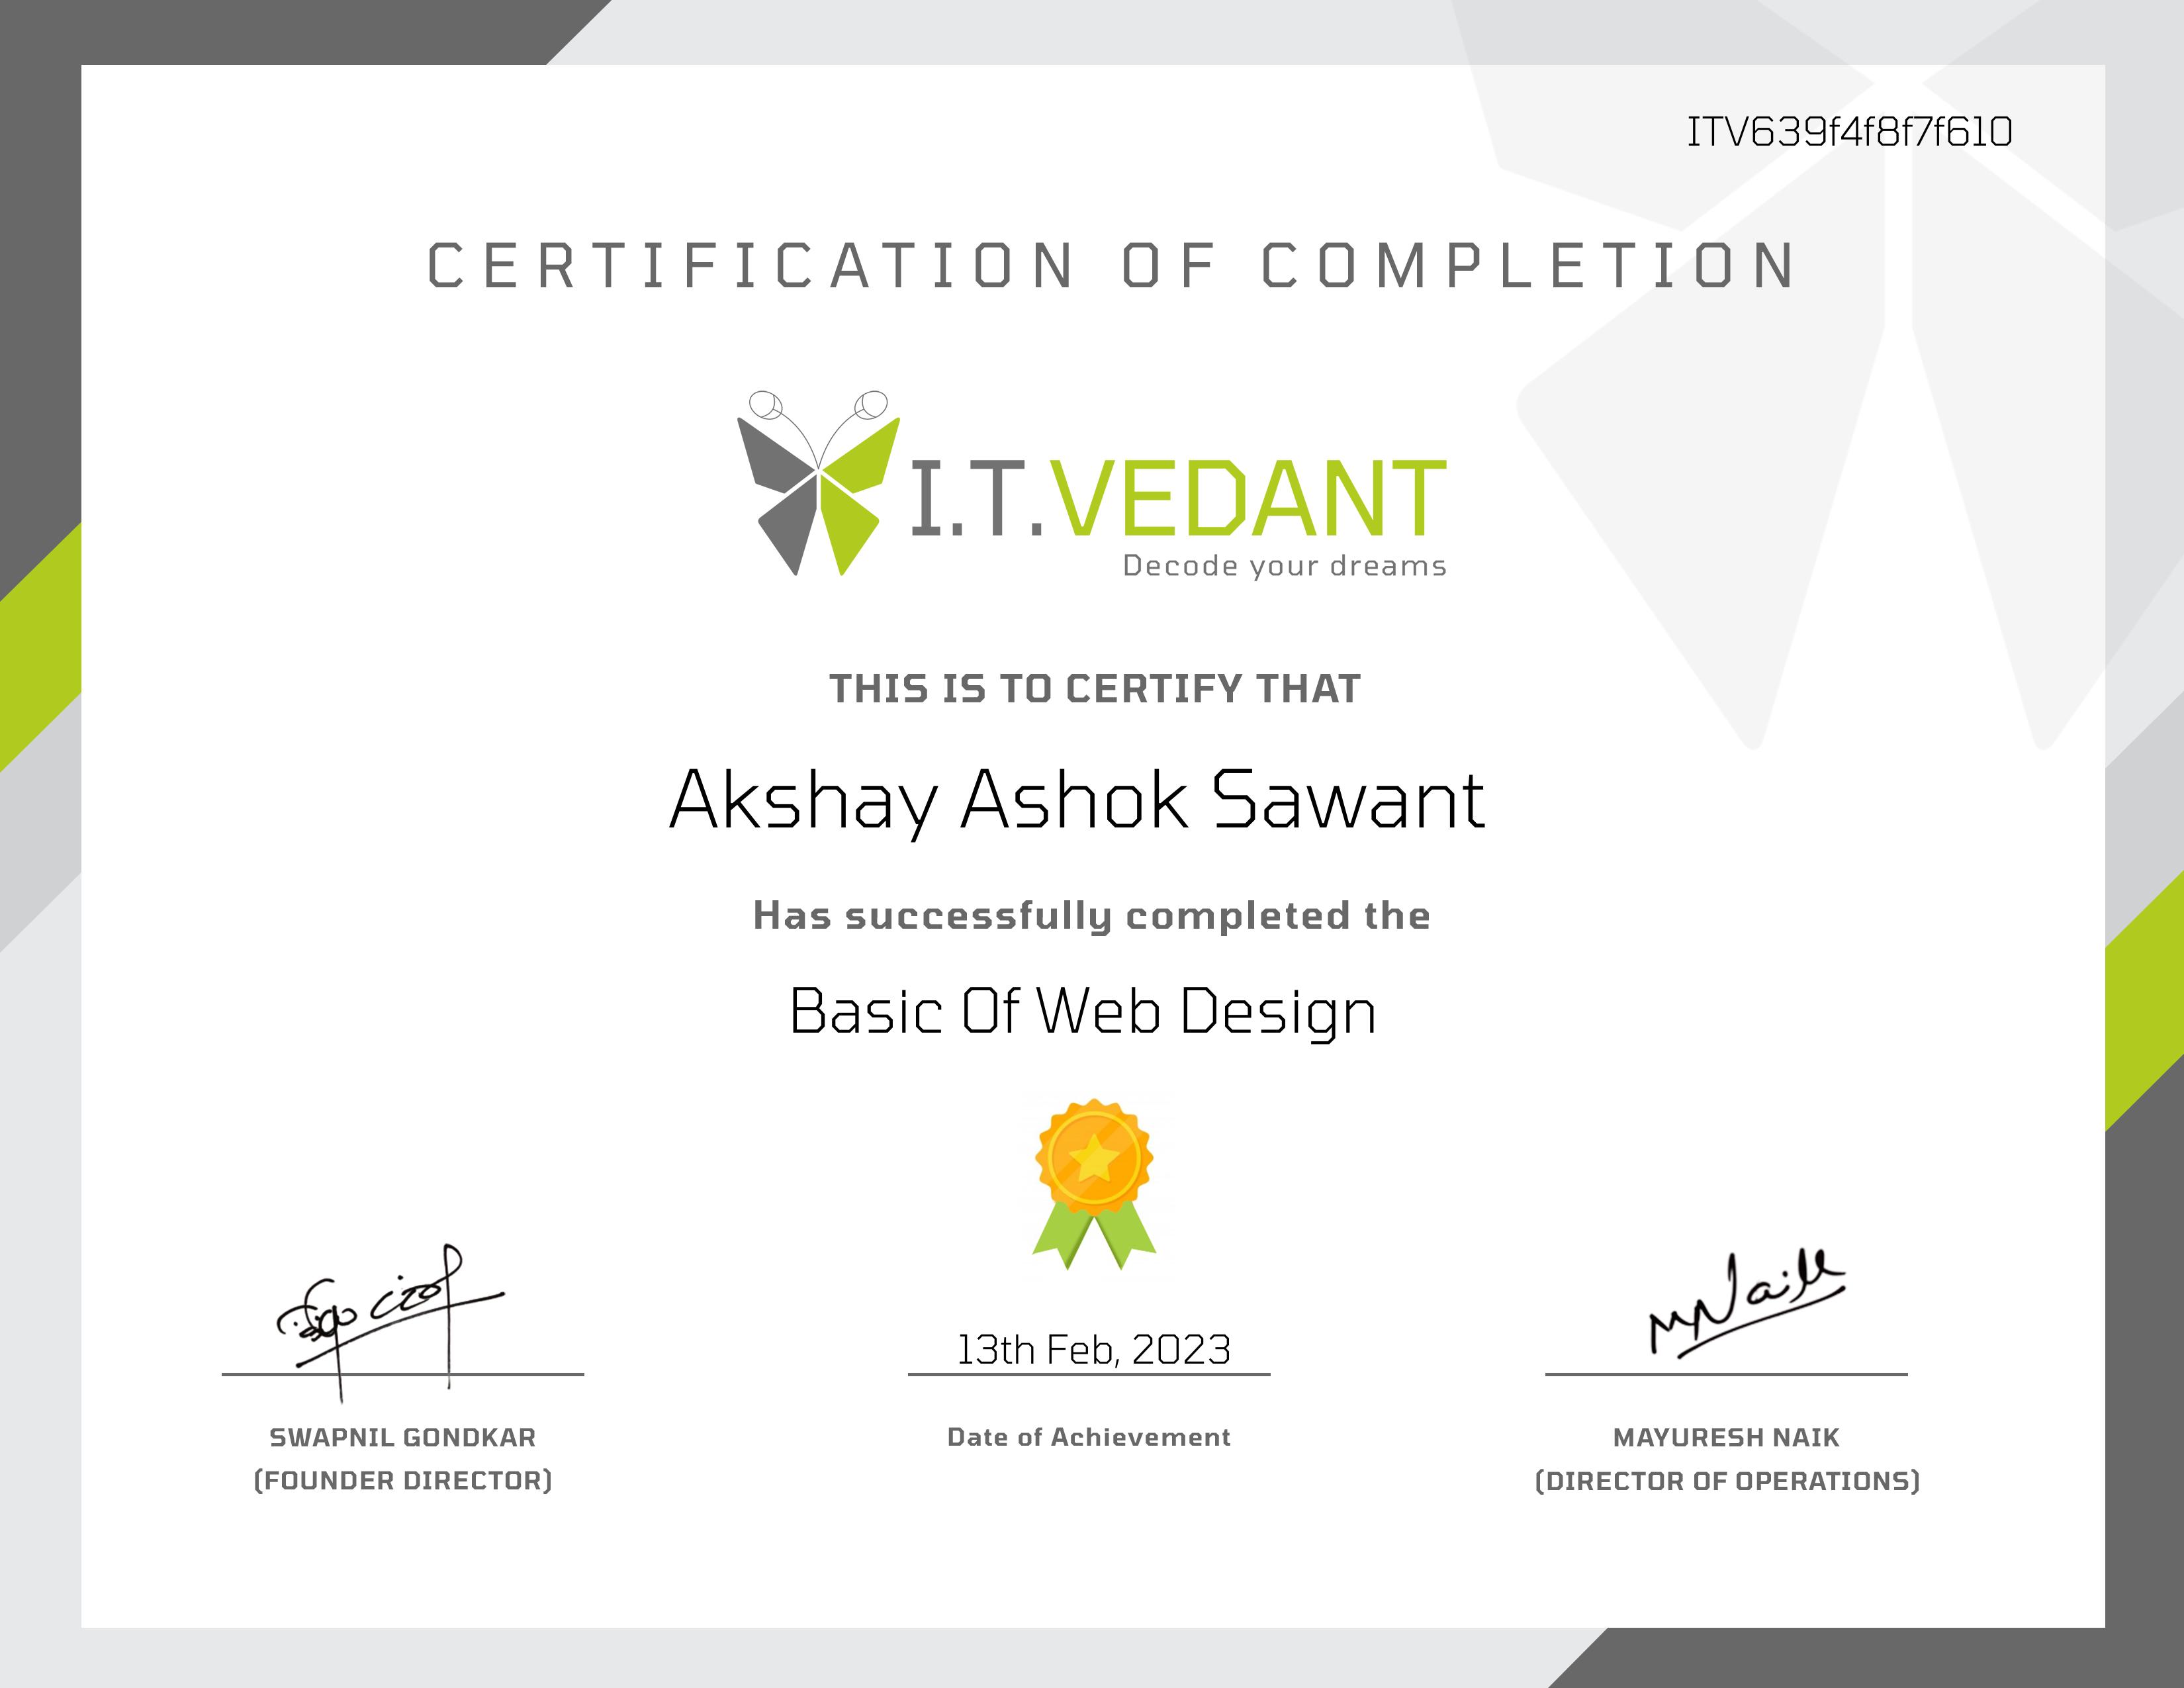 ITV639f4f8f7f610
CERTIFICATION OF COMPLETION
I.T.VEDANT
Decode your dreams
THIS IS TO CERTIFY THAT
Akshay Ashok Sawant
Has successfully completed the
Basic Of Web Design
13th Feb, 2023
SWAPNIL GONDKAR
(FOUNDER DIRECTOR)
Date of Achievement
MAYURESH NAIK
(DIRECTOR OF OPERATIONS)